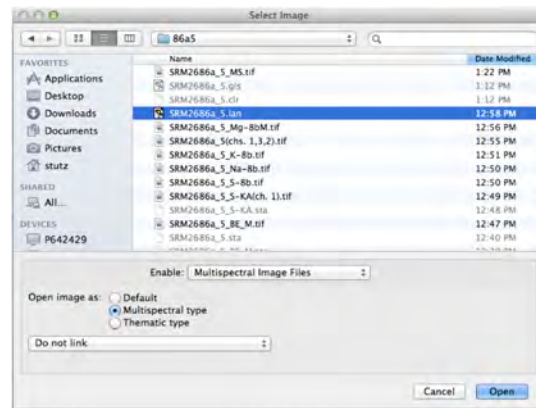 Select Image
86a5
FAVORITES
Applications
Desktop
Downloads
Documents
Pictures
stutz
SHARED
All...
DEVICES
P642429
Name Date Modified
SRM2686a_5_MS.tif 1:22 PM
SRM2686a_5.gis 1:12 PM
SRM2686a_5.clr 1:12 PM
SRM2686a_5.lan 12:58 PM
SRM2686a_5_Mg-8bM.tif 12:56 PM
SRM2686a_5(chs. 1,3,2).tif 12:55 PM
SRM2686a_5_K-8b.tif 12:51 PM
SRM2686a_5_Na-8b.tif 12:50 PM
SRM2686a_5_S-8b.tif 12:50 PM
SRM2686a_5_S-KA(ch. 1).tif 12:49 PM
SRM2686a_5_S-KA.sta 12:48 PM
SRM2686a_5_BE_M.tif 12:47 PM
SRM2686a_5.sta 12:40 PM
Enable: Multispectral Image Files
Open image as: Default
Multispectral type
Thematic type
Do not link
Cancel Open